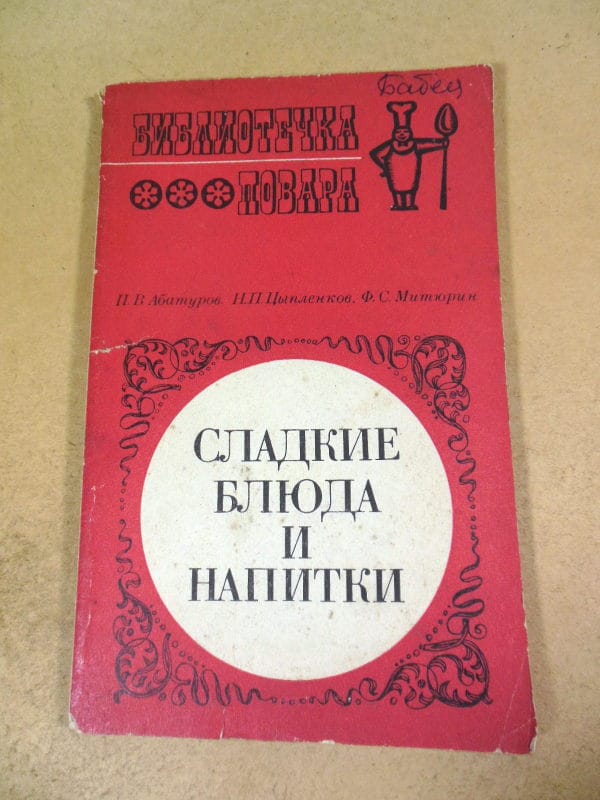 Бабец
БИБЛИОТЕЧКА
ПОВАРА
П. В. Абатуров, Н. П. Цыпленков, Ф. С. Митюрин
СЛАДКИЕ
БЛЮДА
И
НАПИТКИ